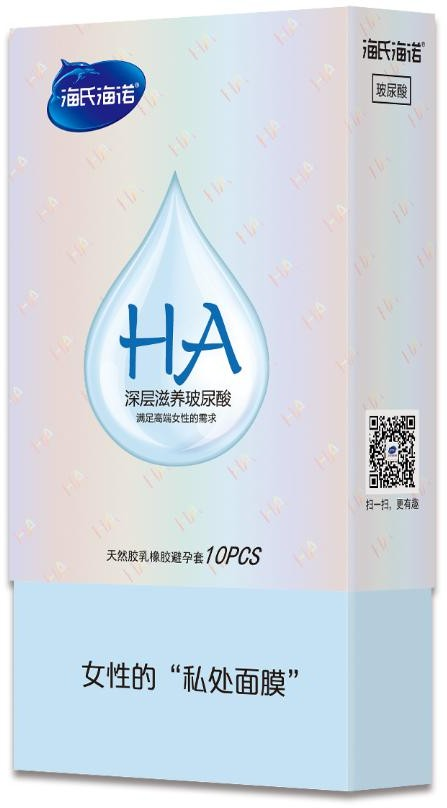 海氏海诺®
HA
深层滋养玻尿酸
满足高端女性的需求
天然胶乳橡胶避孕套10PCS
女性的“私处面膜”
海氏海诺®
玻尿酸
扫一扫，更有趣